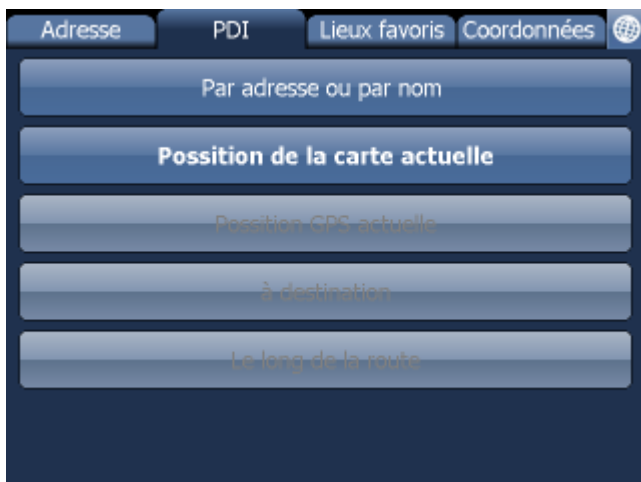 Adresse PDI Lieux favoris Coordonnées
Par adresse ou par nom
Possition de la carte actuelle
Possition GPS actuelle
à destination
Le long de la route